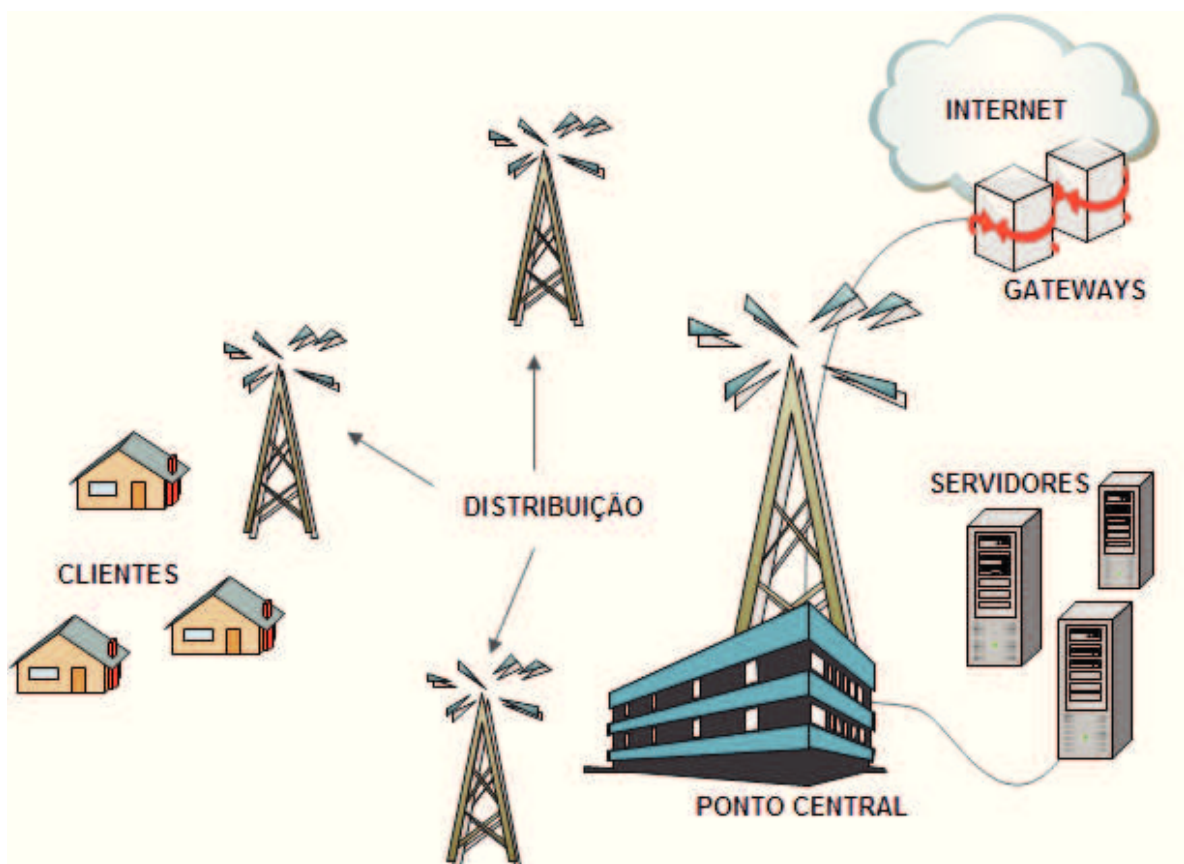 INTERNET
GATEWAYS
SERVIDORES
DISTRIBUIÇÃO
CLIENTES
PONTO CENTRAL